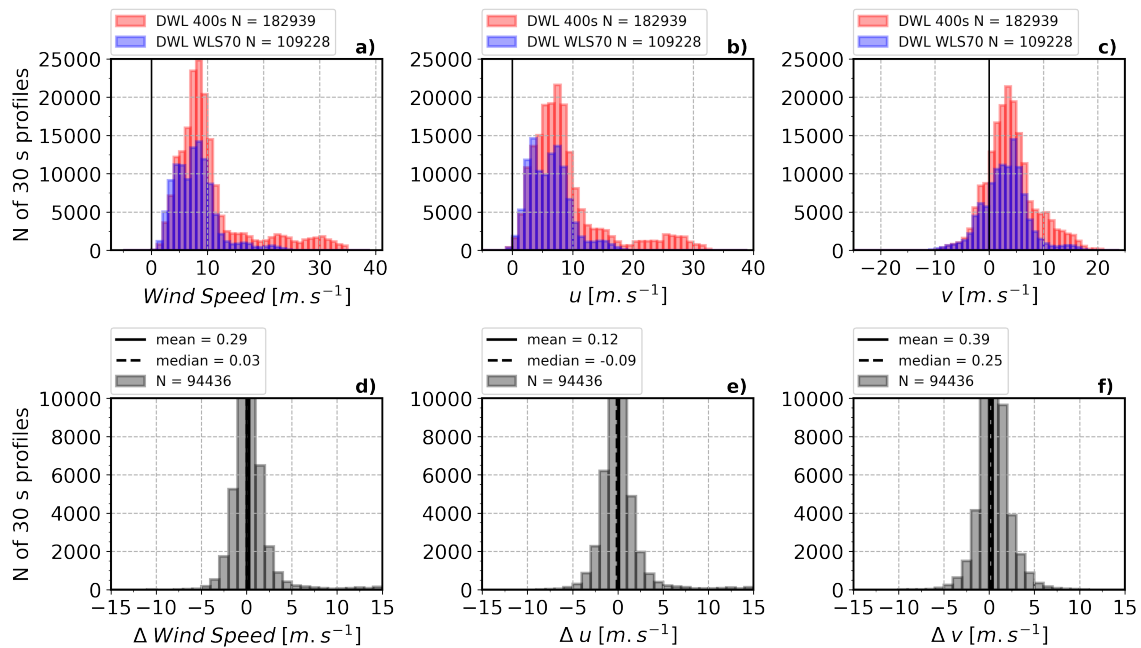 DWL 400s N = 182939
DWL WLS70 N = 109228
a)
DWL 400s N = 182939
DWL WLS70 N = 109228
b)
DWL 400s N = 182939
DWL WLS70 N = 109228
c)
N of 30 s profiles
25000
20000
15000
10000
5000
0
0 10 20 30 40
Wind Speed [m. s⁻¹]
25000
20000
15000
10000
5000
0
0 10 20 30
u [m. s⁻¹]
25000
20000
15000
10000
5000
0
−20 −10 0 10 20
v [m. s⁻¹]
mean = 0.29
median = 0.03
N = 94436
d)
mean = 0.12
median = -0.09
N = 94436
e)
mean = 0.39
median = 0.25
N = 94436
f)
N of 30 s profiles
10000
8000
6000
4000
2000
0
−15 −10 −5 0 5 10 15
Δ Wind Speed [m. s⁻¹]
10000
8000
6000
4000
2000
0
−15 −10 −5 0 5 10 15
Δ u [m. s⁻¹]
10000
8000
6000
4000
2000
0
−15 −10 −5 0 5 10 15
Δ v [m. s⁻¹]